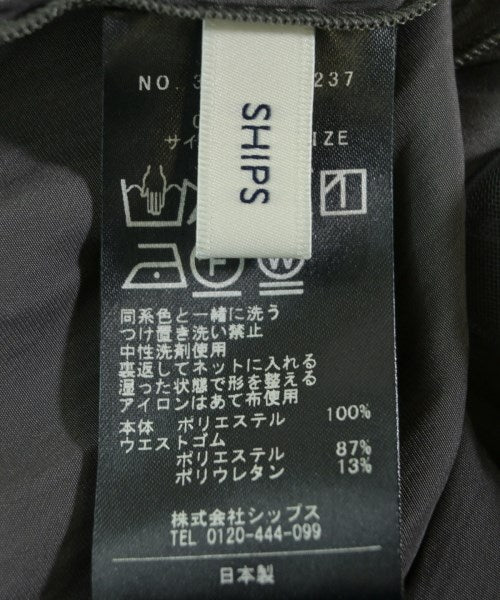 NO. 3 237
SHIPS
サイ IZE
F W
同系色と一緒に洗う
つけ置き洗い禁止
中性洗剤使用
裏返してネットに入れる
湿った状態で形を整える
アイロンはあて布使用
本体 ポリエステル 100%
ウエストゴム
ポリエステル 87%
ポリウレタン 13%
株式会社シップス
TEL 0120-444-099
日本製